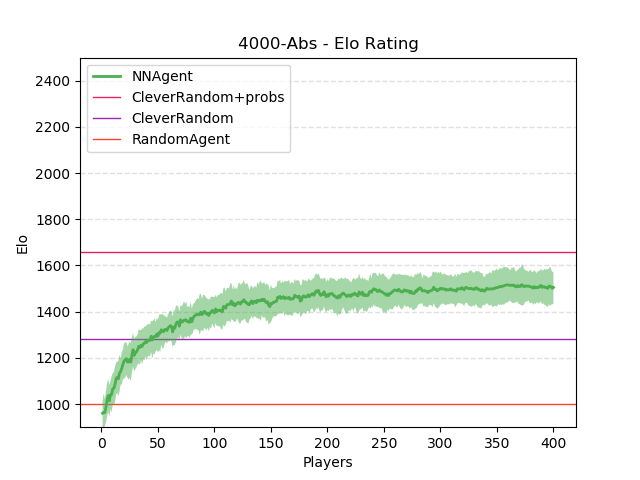 4000-Abs - Elo Rating
NNAgent
CleverRandom+probs
CleverRandom
RandomAgent
2400
2200
2000
1800
1600
1400
1200
1000
Elo
0 50 100 150 200 250 300 350 400
Players